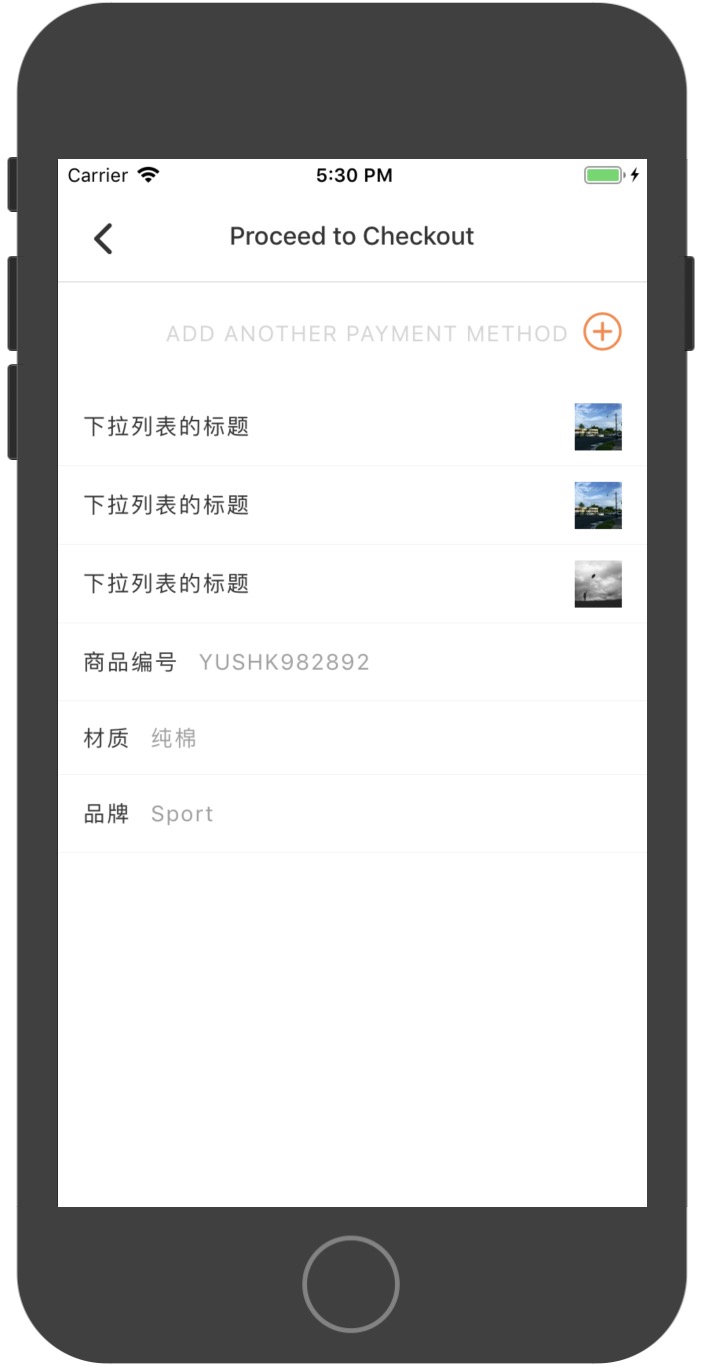 Carrier 5:30 PM
Proceed to Checkout
ADD ANOTHER PAYMENT METHOD
下拉列表的标题
下拉列表的标题
下拉列表的标题
商品编号 YUSHK982892
材质 纯棉
品牌 Sport